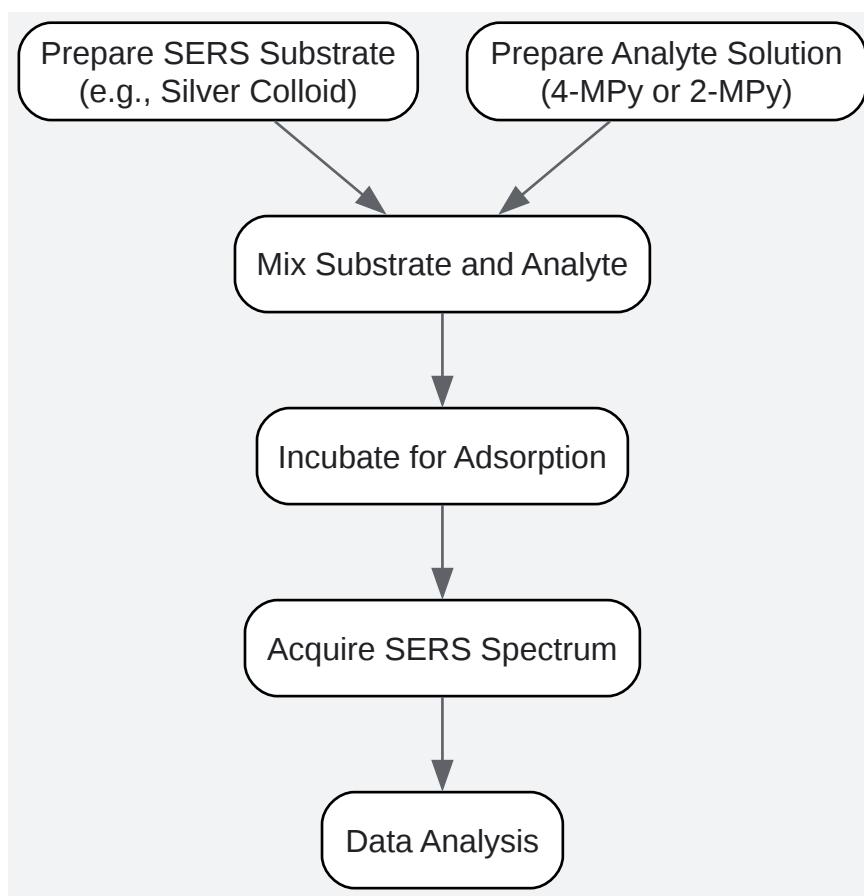 Prepare SERS Substrate
(e.g., Silver Colloid)
Prepare Analyte Solution
(4-MPy or 2-MPy)
Mix Substrate and Analyte
Incubate for Adsorption
Acquire SERS Spectrum
Data Analysis